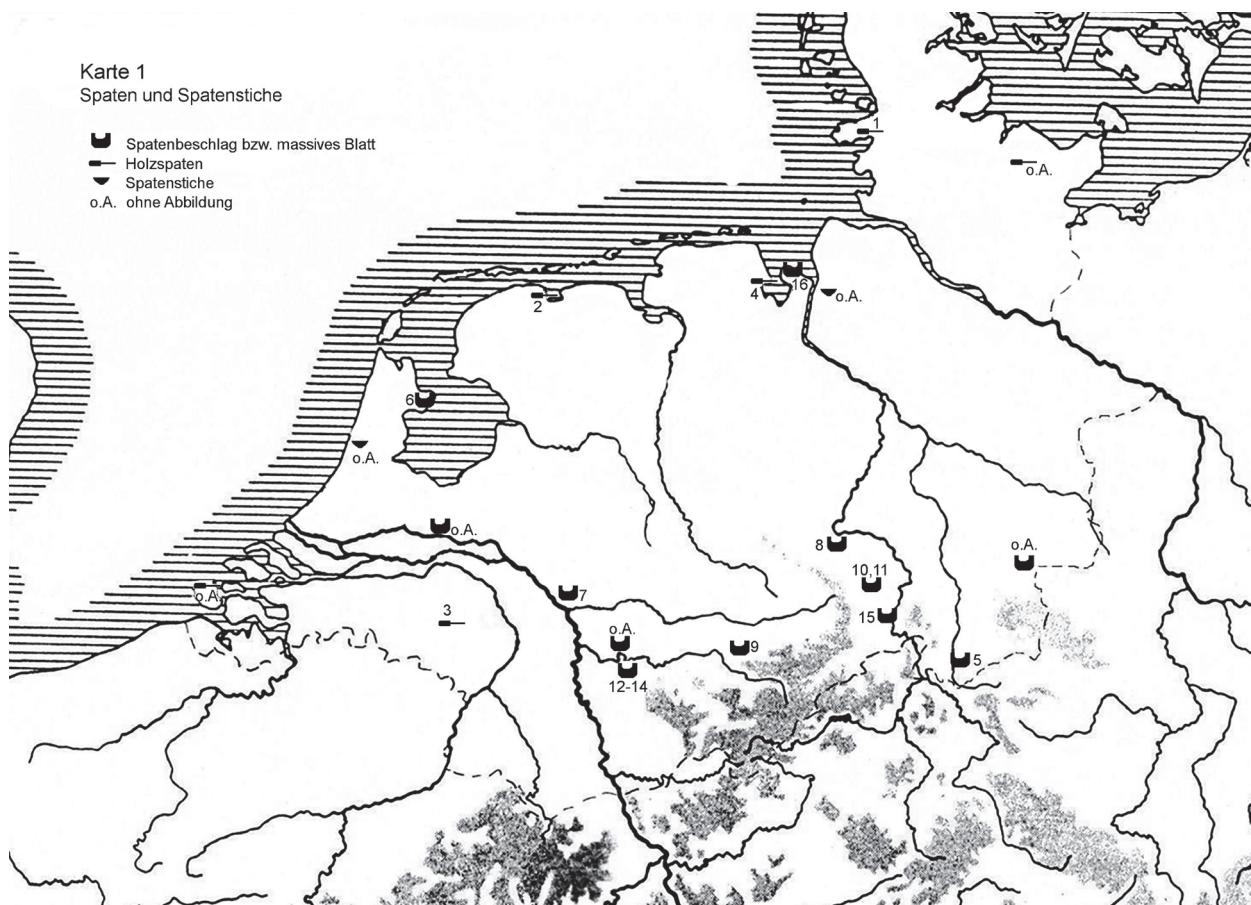 Karte 1
Spaten und Spatenstiche
Spatenbeschlag bzw. massives Blatt
Holzspaten
Spatenstiche
o.A. ohne Abbildung
1
o.A.
16
4
o.A.
2
6
o.A.
o.A.
8
o.A.
10,11
o.A.
7
3
15
o.A.
9
5
12-14